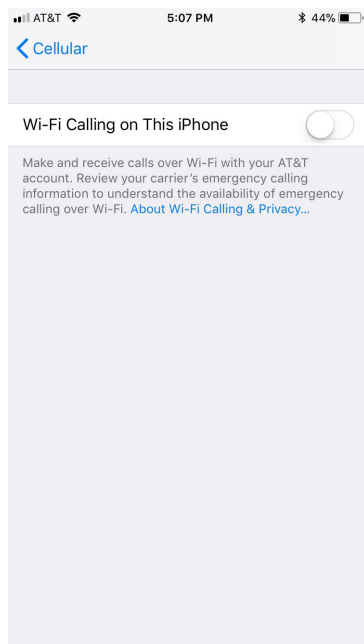 AT&T 5:07 PM 44%
Cellular
Wi-Fi Calling on This iPhone
Make and receive calls over Wi-Fi with your AT&T
account. Review your carrier's emergency calling
information to understand the availability of emergency
calling over Wi-Fi. About Wi-Fi Calling & Privacy...